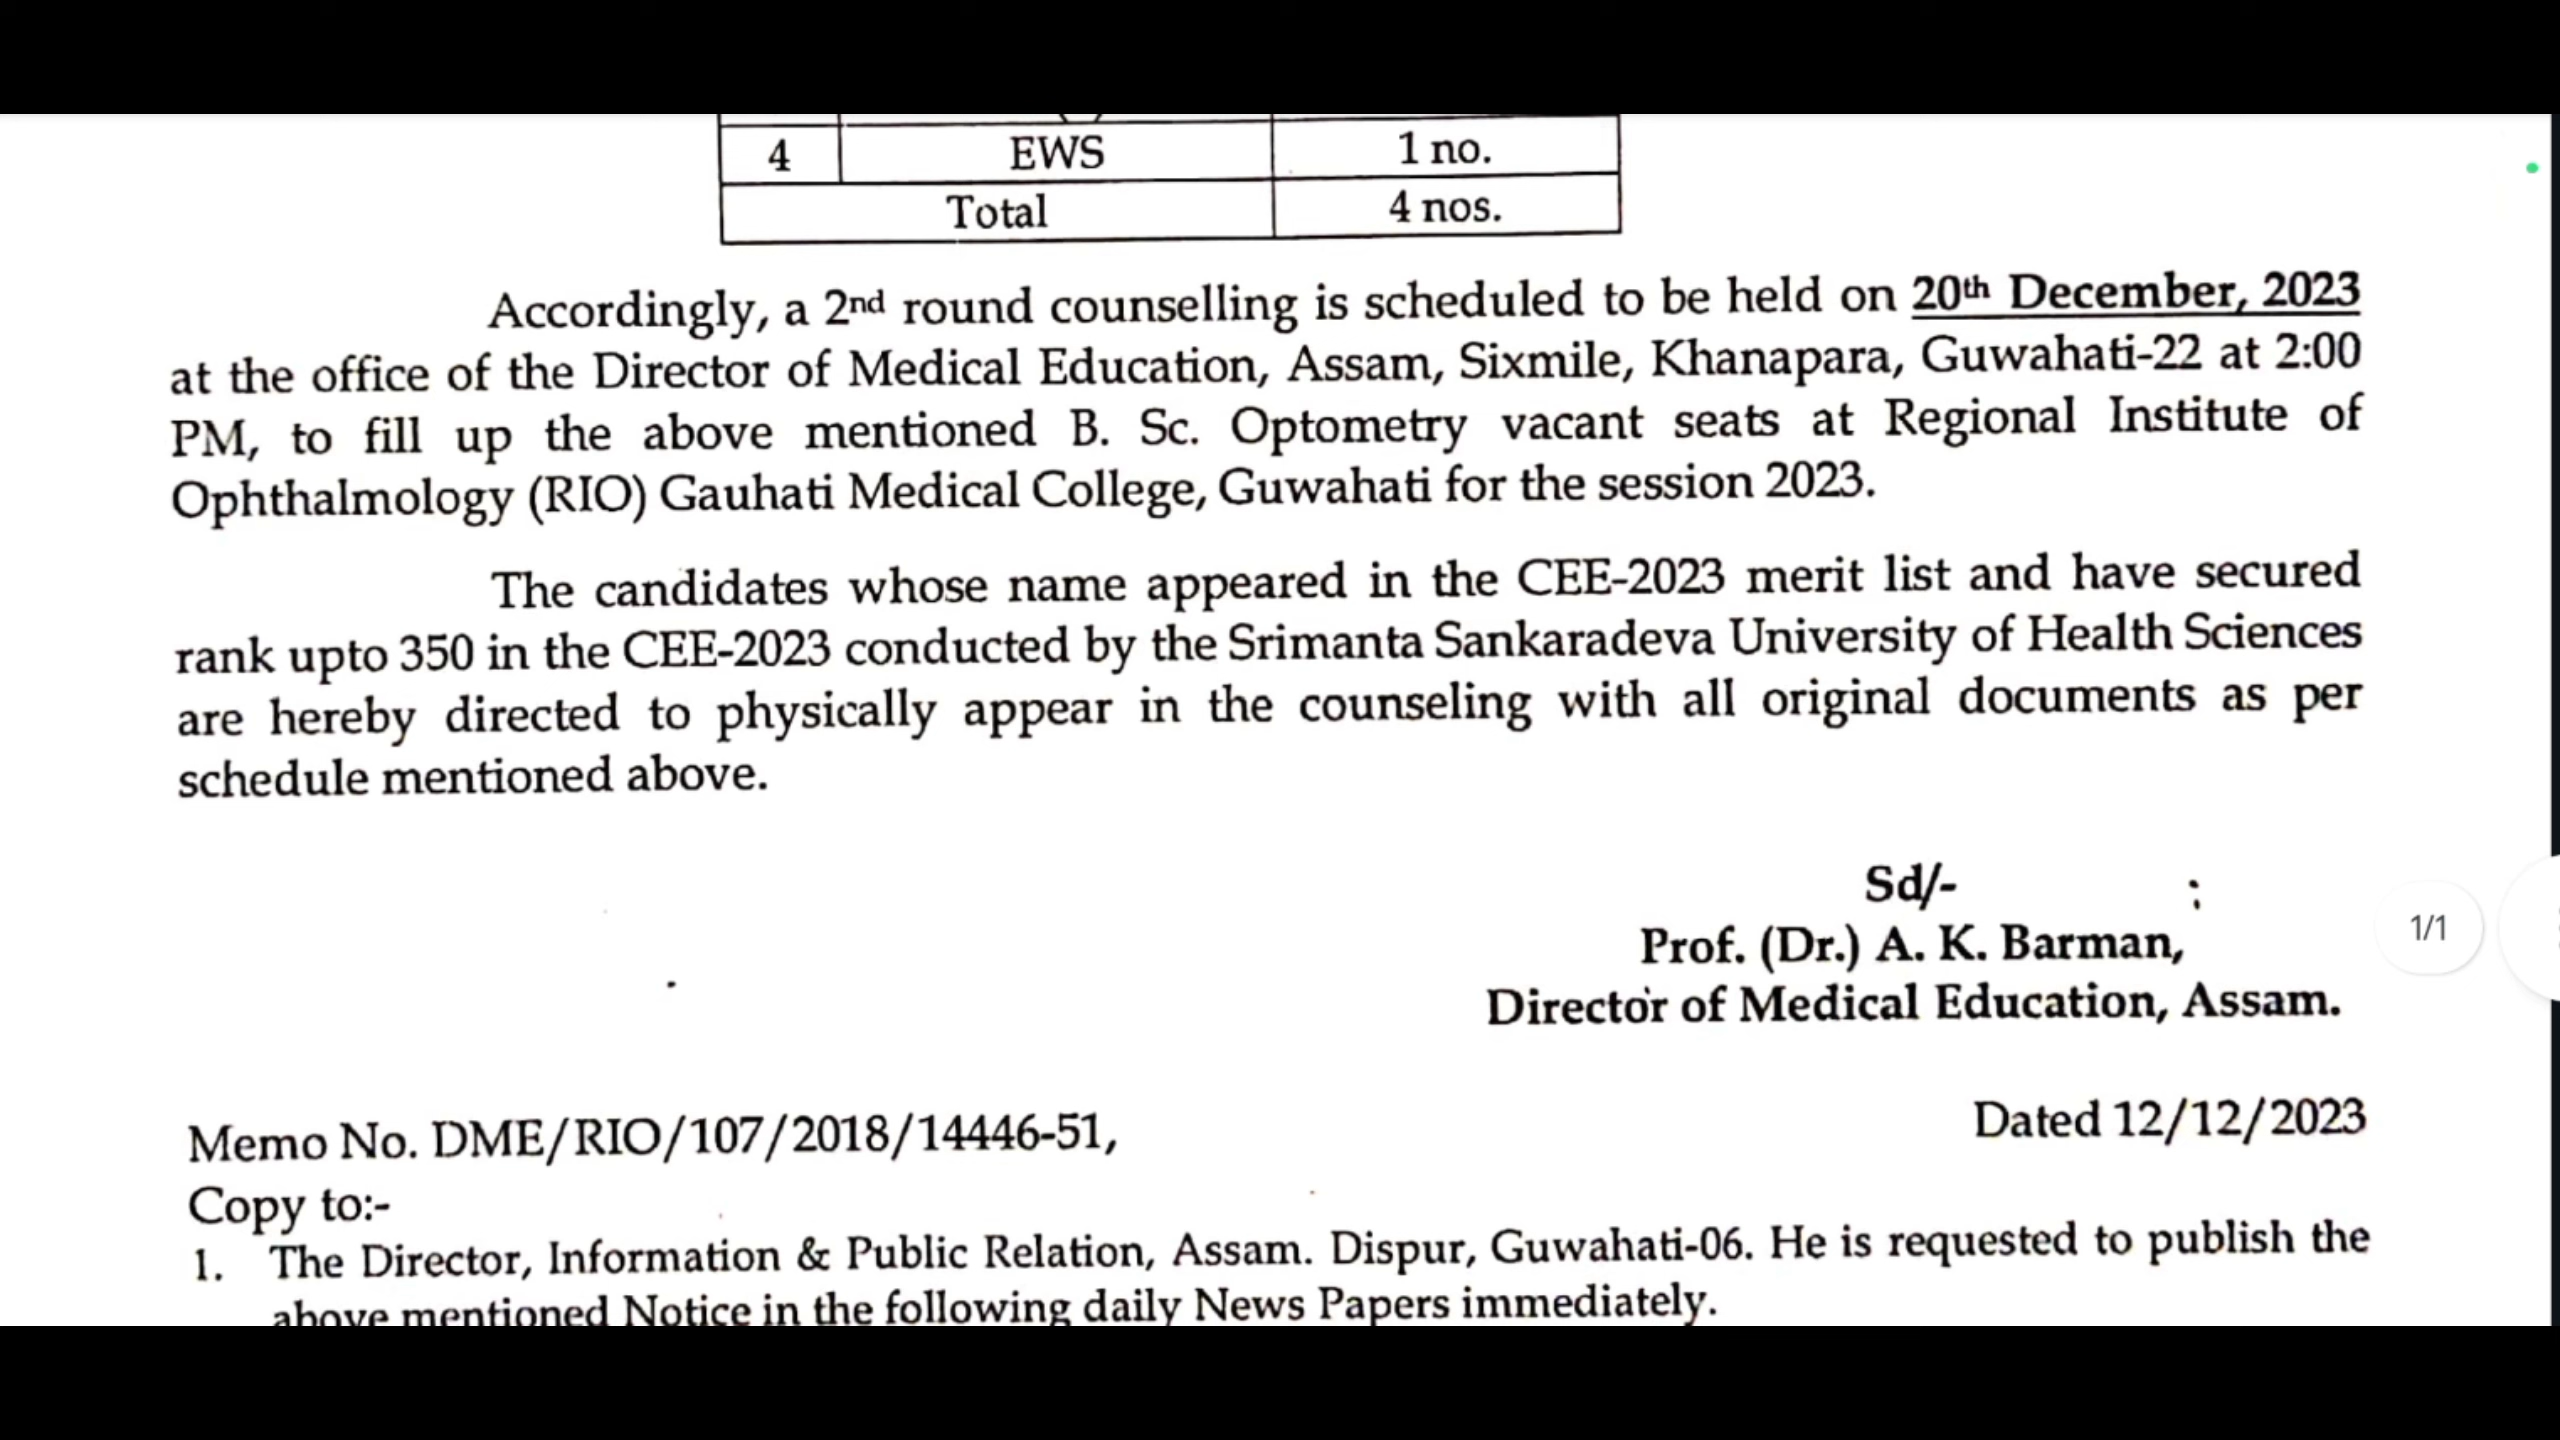 4 EWS 1 no.
Total 4 nos.
Accordingly, a 2nd round counselling is scheduled to be held on 20th December, 2023
at the office of the Director of Medical Education, Assam, Sixmile, Khanapara, Guwahati-22 at 2:00
PM, to fill up the above mentioned B. Sc. Optometry vacant seats at Regional Institute of
Ophthalmology (RIO) Gauhati Medical College, Guwahati for the session 2023.
The candidates whose name appeared in the CEE-2023 merit list and have secured
rank upto 350 in the CEE-2023 conducted by the Srimanta Sankaradeva University of Health Sciences
are hereby directed to physically appear in the counseling with all original documents as per
schedule mentioned above.
Sd/-
Prof. (Dr.) A. K. Barman,
Director of Medical Education, Assam.
1/1
Memo No. DME/RIO/107/2018/14446-51,
Dated 12/12/2023
Copy to:-
1. The Director, Information & Public Relation, Assam. Dispur, Guwahati-06. He is requested to publish the
above mentioned Notice in the following daily News Papers immediately.